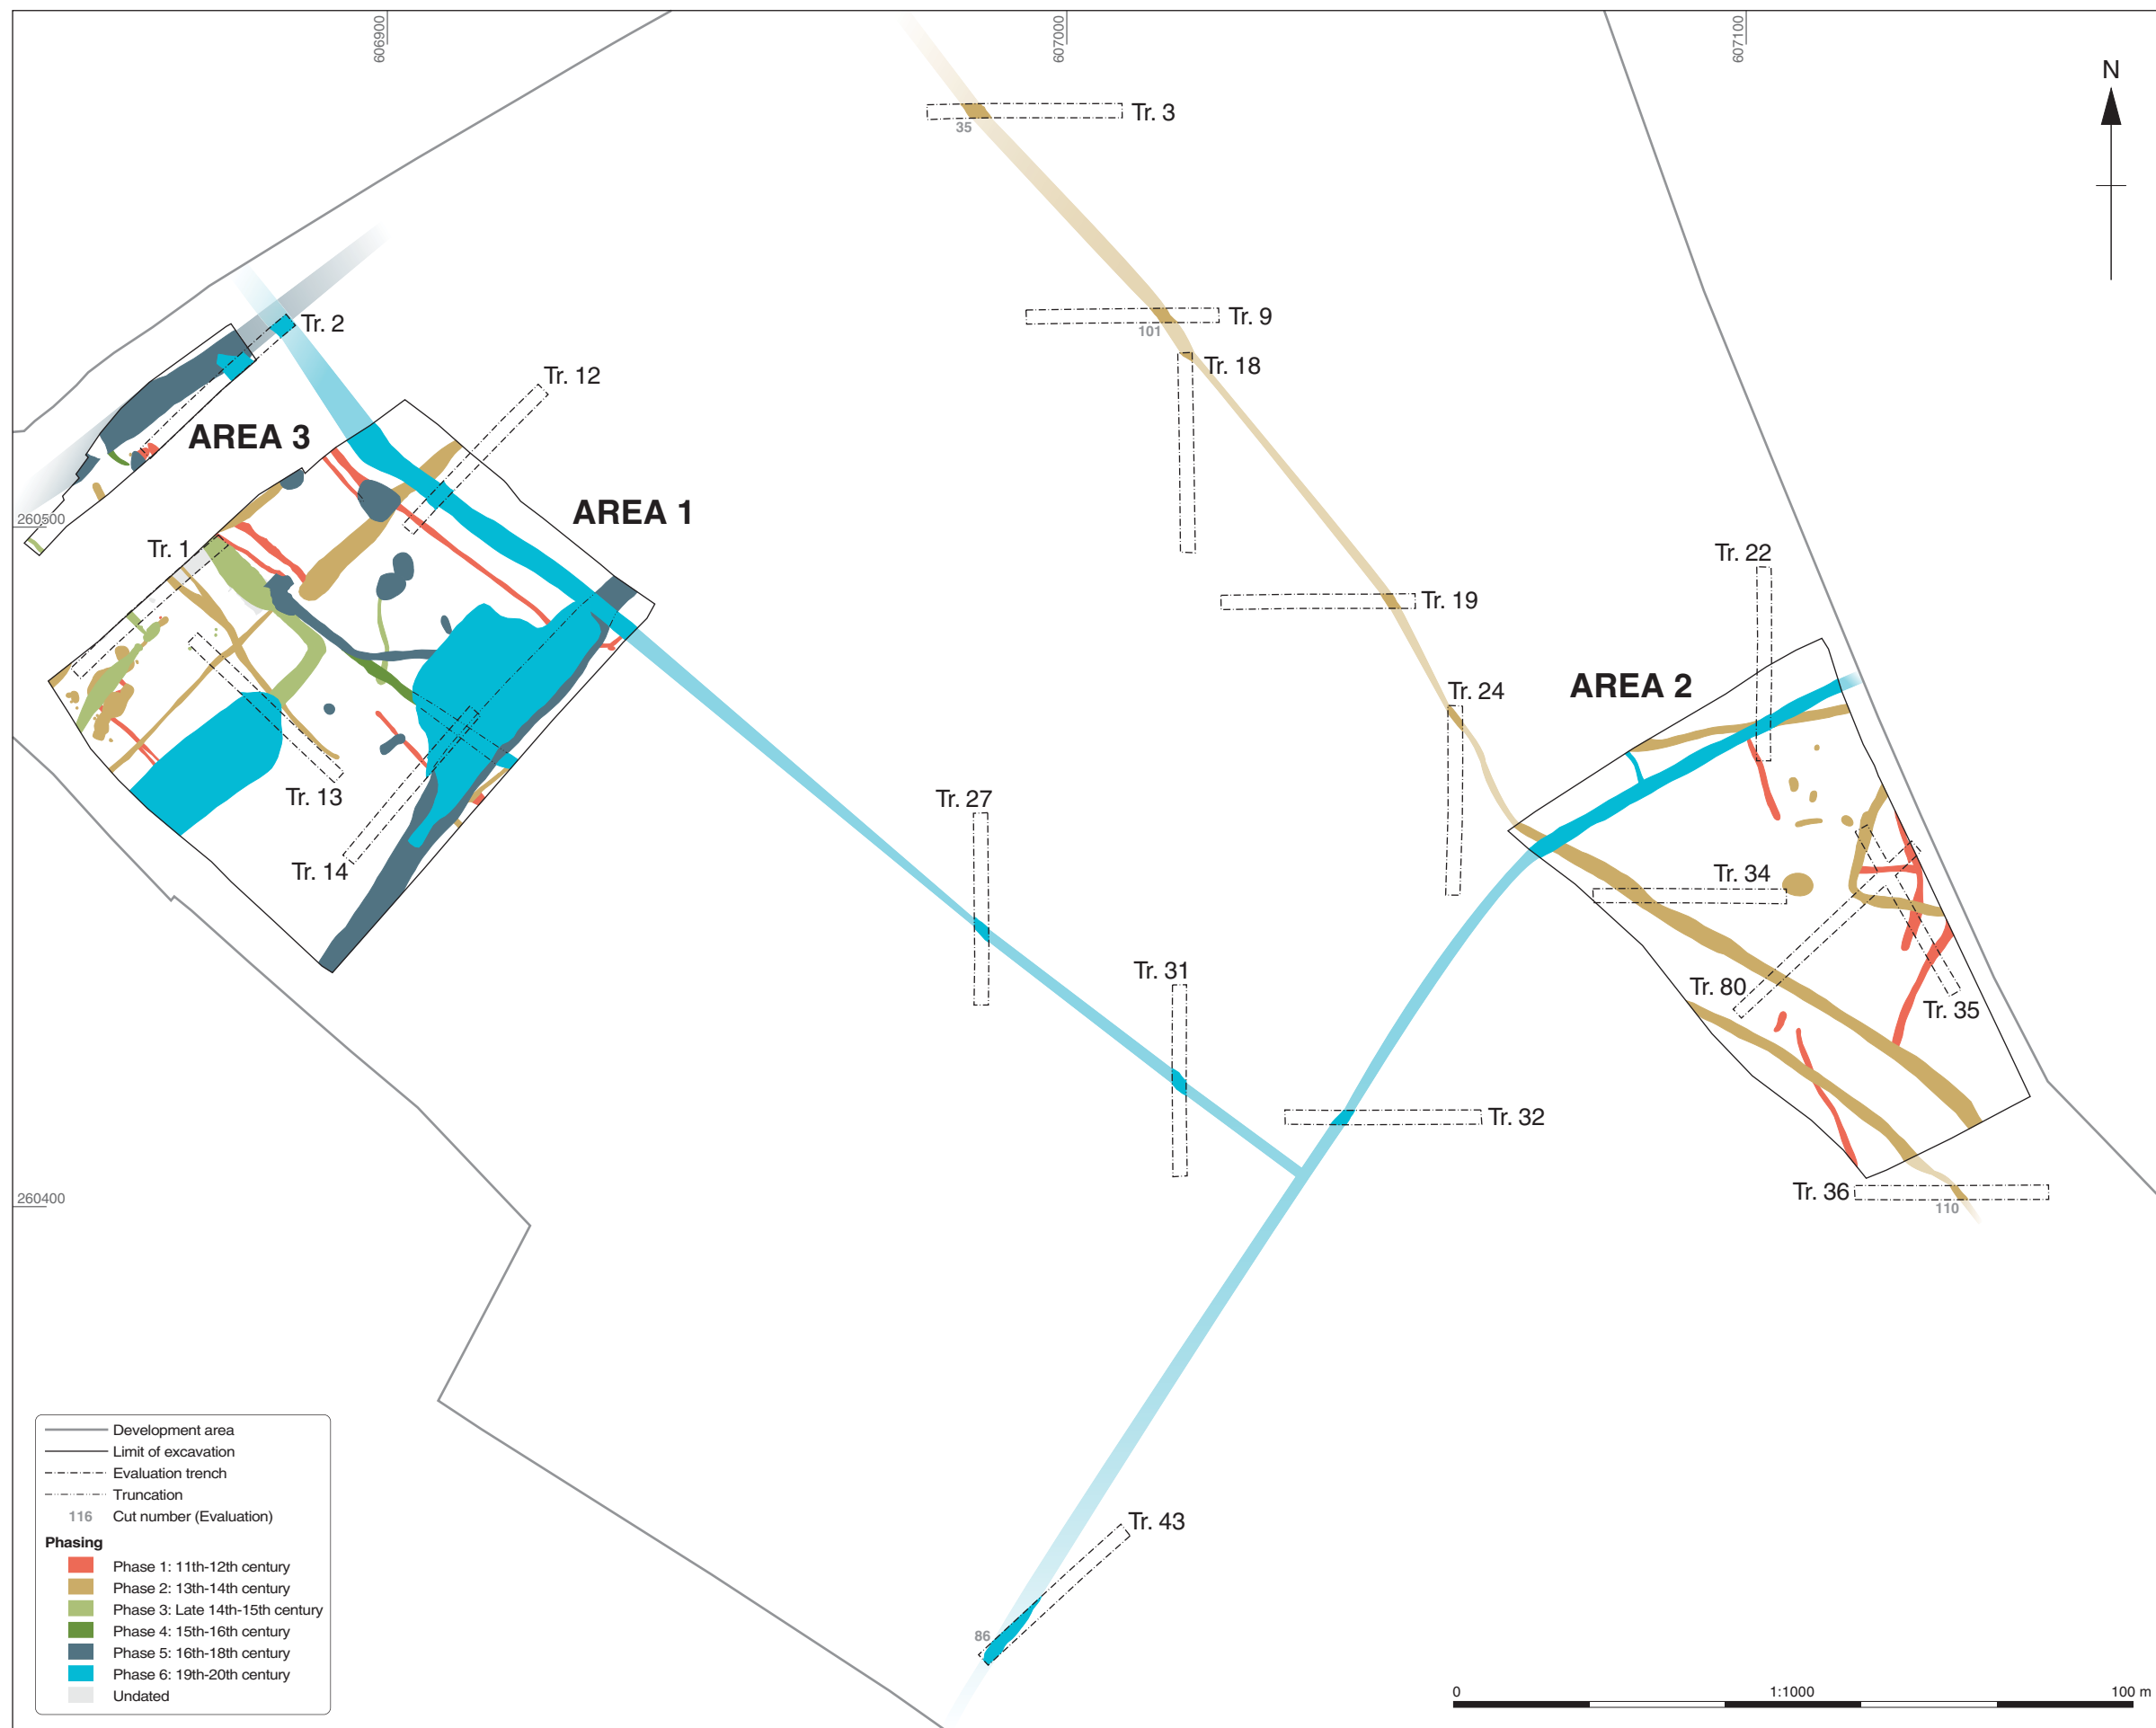 606900
607000
607100
N
Tr. 3
35
Tr. 2
Tr. 9
101
Tr. 18
Tr. 12
AREA 3
AREA 1
260500
Tr. 1
Tr. 22
Tr. 19
AREA 2
Tr. 24
Tr. 13
Tr. 27
Tr. 14
Tr. 34
Tr. 31
Tr. 80
Tr. 35
Tr. 32
260400
Tr. 36
110
Development area
Limit of excavation
Evaluation trench
Truncation
116 Cut number (Evaluation)
Phasing
Phase 1: 11th-12th century
Phase 2: 13th-14th century
Phase 3: Late 14th-15th century
Phase 4: 15th-16th century
Phase 5: 16th-18th century
Phase 6: 19th-20th century
Undated
Tr. 43
86
0 1:1000 100 m